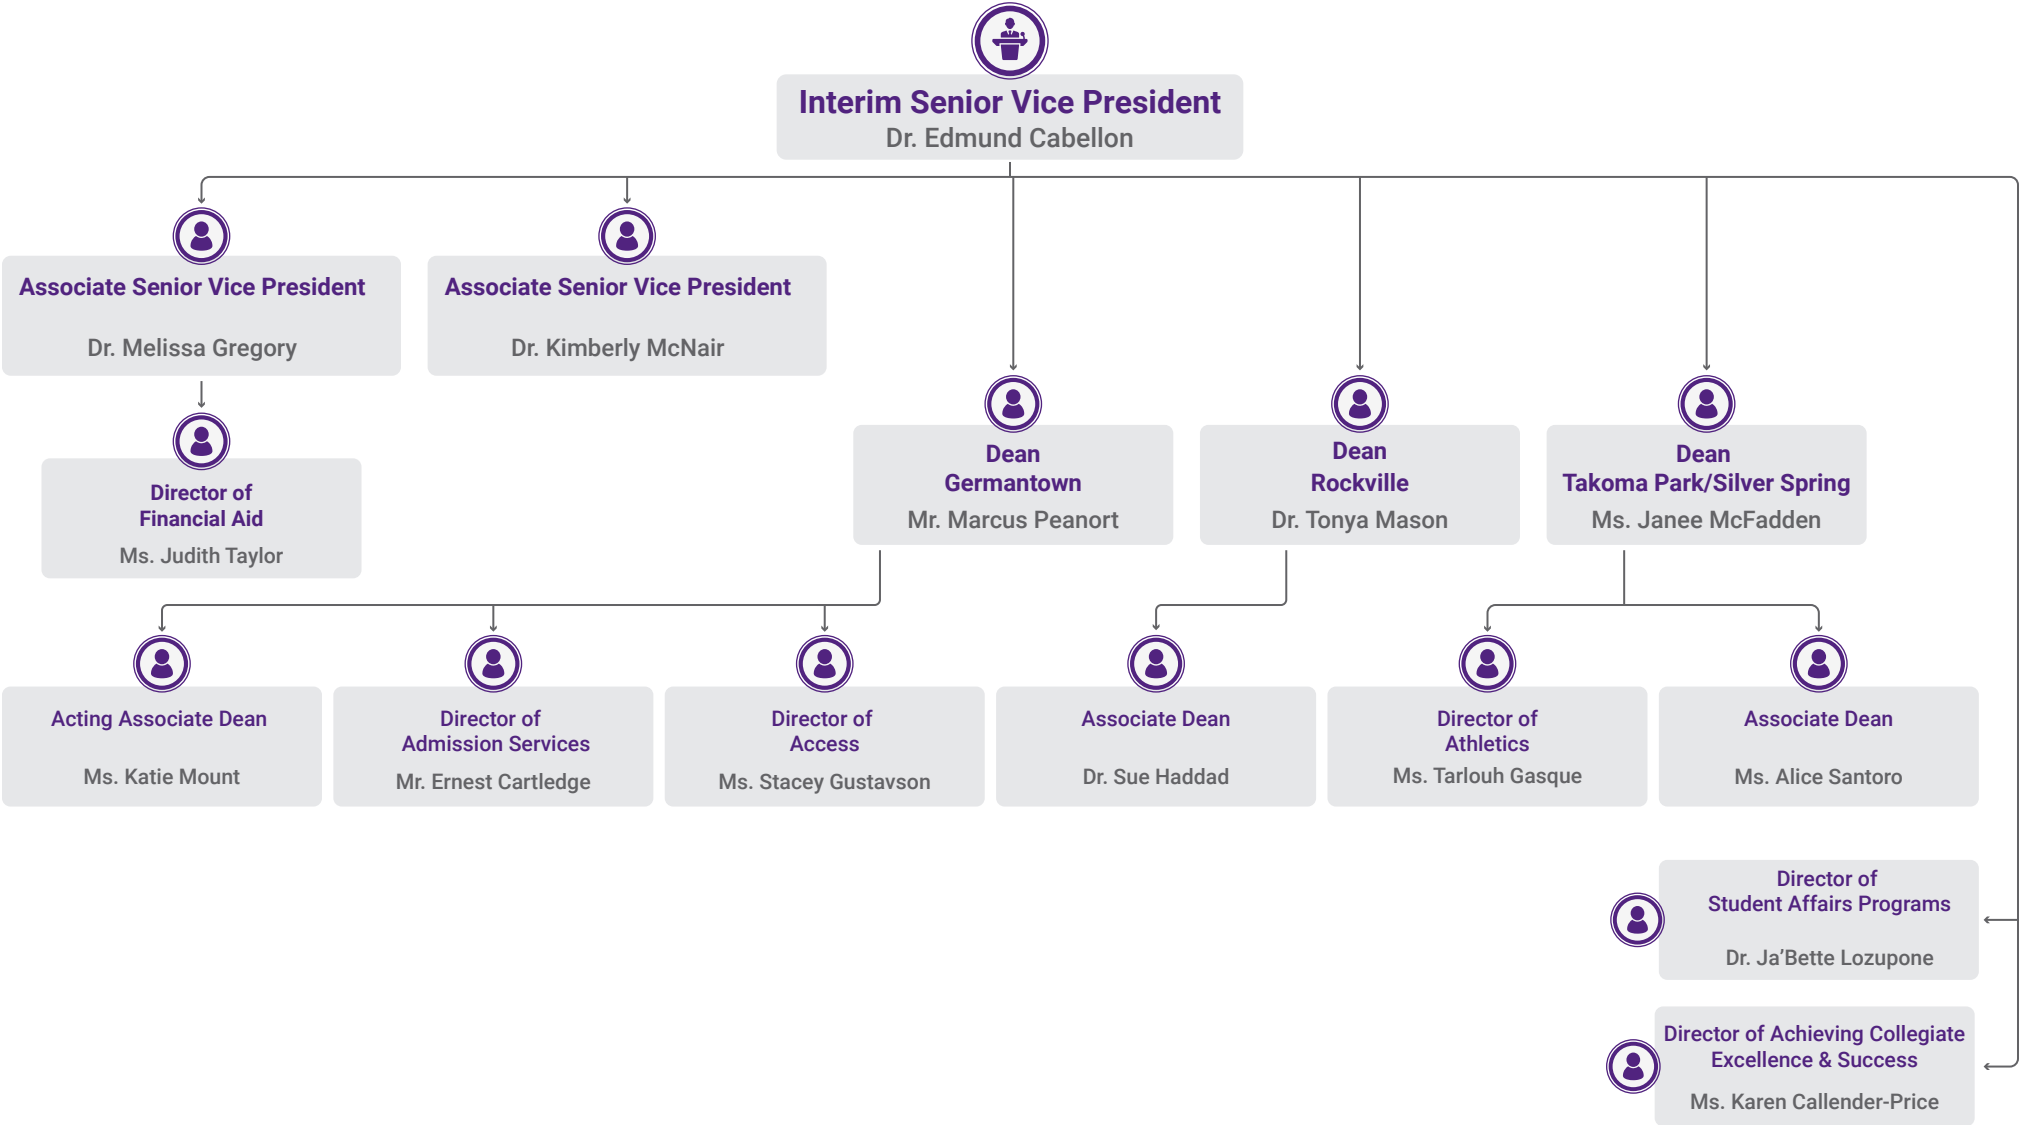 Interim Senior Vice President
Dr. Edmund Cabellon
Associate Senior Vice President
Dr. Melissa Gregory
Associate Senior Vice President
Dr. Kimberly McNair
Director of
Financial Aid
Ms. Judith Taylor
Dean
Germantown
Mr. Marcus Peanort
Dean
Rockville
Dr. Tonya Mason
Dean
Takoma Park/Silver Spring
Ms. Janee McFadden
Acting Associate Dean
Ms. Katie Mount
Director of
Admission Services
Mr. Ernest Cartledge
Director of
Access
Ms. Stacey Gustavson
Associate Dean
Dr. Sue Haddad
Director of
Athletics
Ms. Tarlouh Gasque
Associate Dean
Ms. Alice Santoro
Director of
Student Affairs Programs
Dr. Ja’Bette Lozupone
Director of Achieving Collegiate
Excellence & Success
Ms. Karen Callender-Price